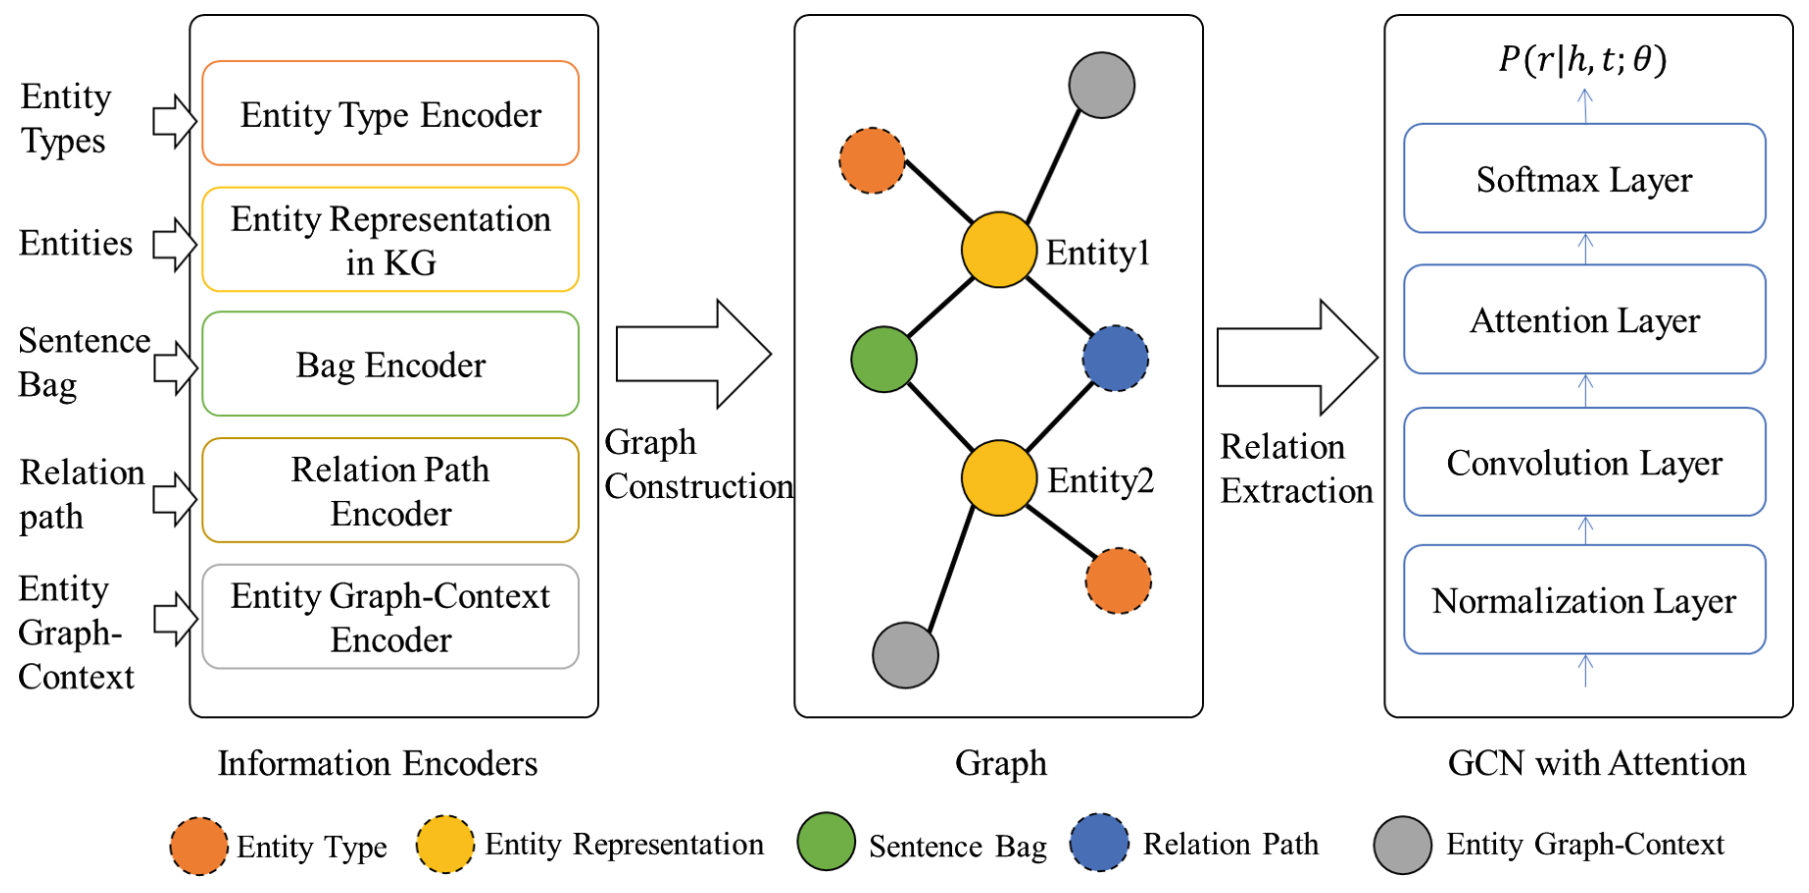 Entity
Types
Entity Type Encoder
Entities
Entity Representation
in KG
Sentence
Bag
Bag Encoder
Relation
path
Relation Path
Encoder
Entity
Graph-
Context
Entity Graph-Context
Encoder
Information Encoders
Graph
Construction
Entity1
Entity2
Graph
Relation
Extraction
P(r|h, t; θ)
Softmax Layer
Attention Layer
Convolution Layer
Normalization Layer
GCN with Attention
Entity Type
Entity Representation
Sentence Bag
Relation Path
Entity Graph-Context